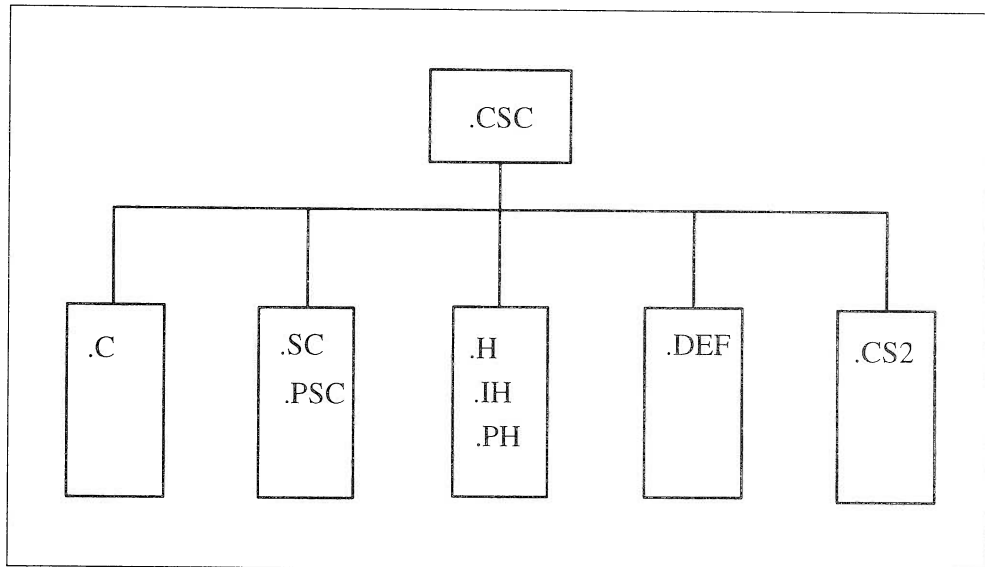 .CSC
.C
.SC
.PSC
.H
.IH
.PH
.DEF
.CS2